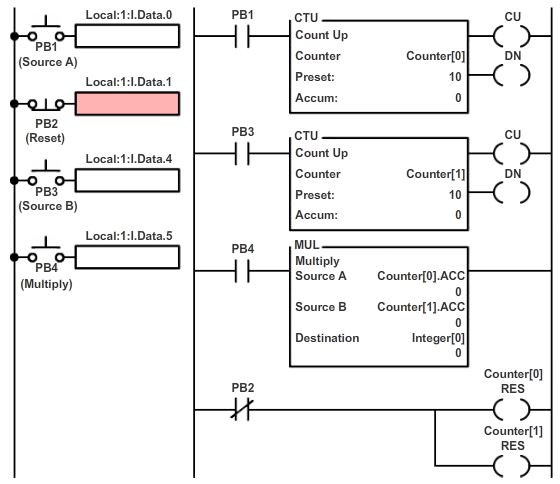 Local:1:I.Data.0
PB1
(Source A)
Local:1:I.Data.1
PB2
(Reset)
Local:1:I.Data.4
PB3
(Source B)
Local:1:I.Data.5
PB4
(Multiply)
PB1
CTU
Count Up
Counter Counter[0]
Preset: 10
Accum: 0
CU
DN
PB3
CTU
Count Up
Counter Counter[1]
Preset: 10
Accum: 0
CU
DN
PB4
MUL
Multiply
Source A Counter[0].ACC
0
Source B Counter[1].ACC
0
Destination Integer[0]
0
PB2
Counter[0]
RES
Counter[1]
RES